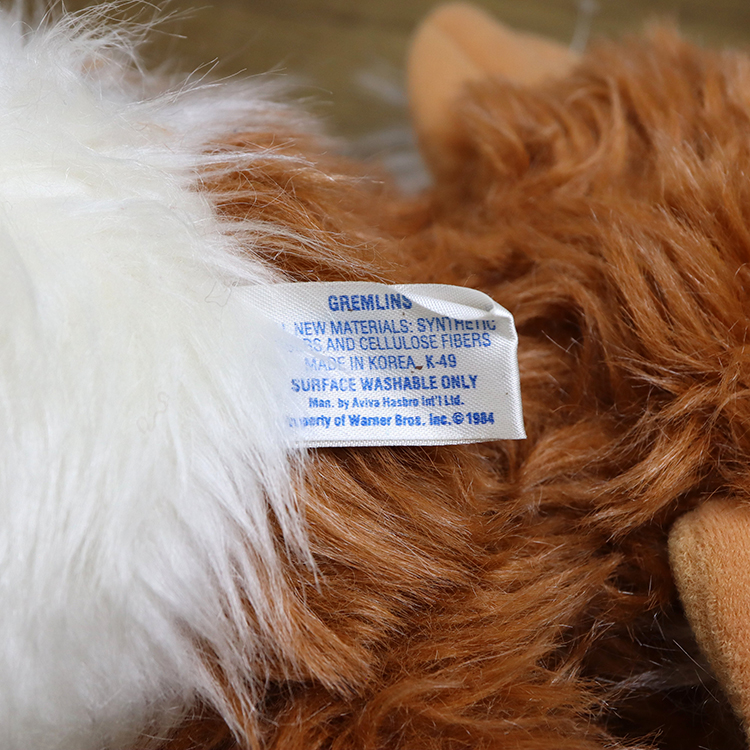 GREMLINS
NEW MATERIALS: SYNTHETIC
AND CELLULOSE FIBERS
MADE IN KOREA, K-49
SURFACE WASHABLE ONLY
Man. by Aviva Hasbro Int'l Ltd.
of Warner Bros. Inc. © 1984